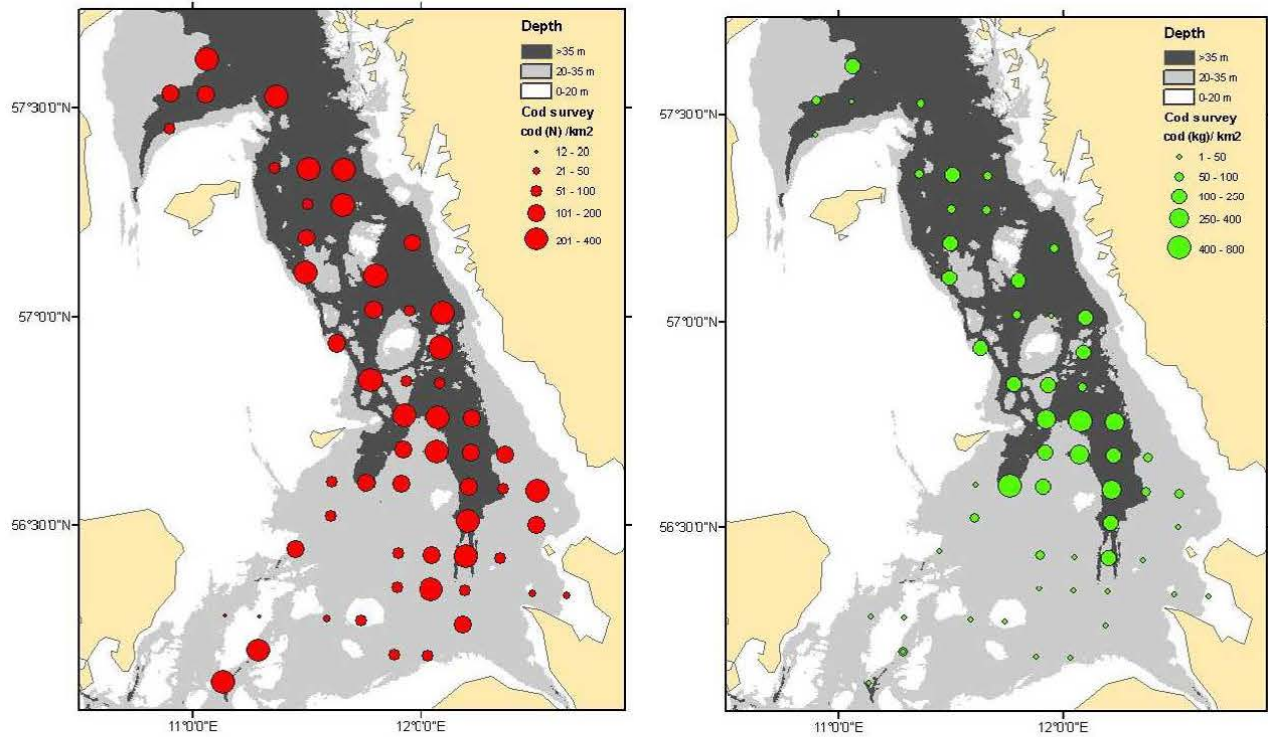 Depth
>35 m
20-35 m
0-20 m
Cod survey
cod (N) /km2
12 - 20
21 - 50
51 - 100
101 - 200
201 - 400
57°30'0"N
57°0'0"N
56°30'0"N
11°0'0"E
12°0'0"E
Depth
>35 m
20-35 m
0-20 m
Cod survey
cod (kg)/ km2
1 - 50
50 - 100
100 - 250
250 - 400
400 - 800
57°30'0"N
57°0'0"N
56°30'0"N
11°0'0"E
12°0'0"E